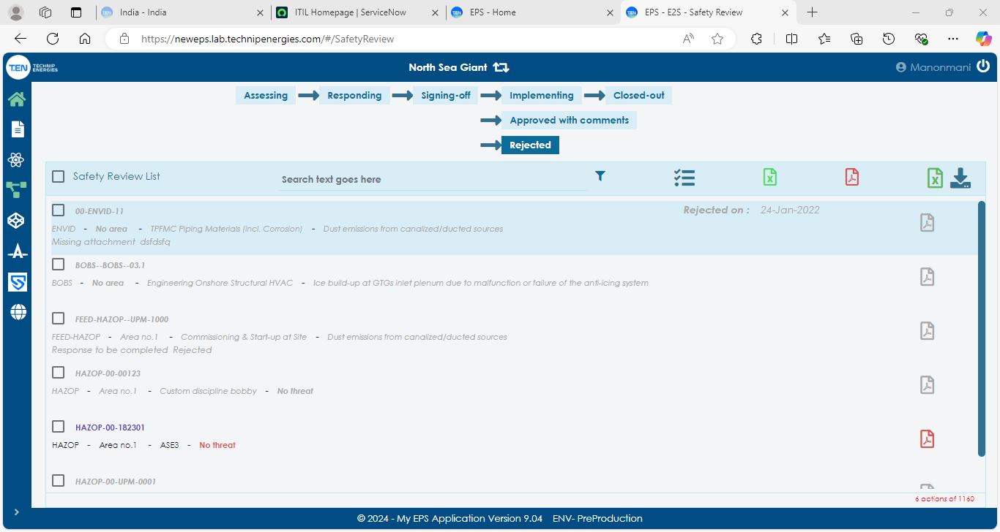 India - India
ITIL Homepage | ServiceNow
EPS - Home
EPS - E2S - Safety Review
https://neweps.lab.technipenergies.com/#/SafetyReview
T.EN TECHNIP ENERGIES
North Sea Giant
Manonmani
Assessing Responding Signing-off Implementing Closed-out
Approved with comments
Rejected
Safety Review List
Search text goes here
00-ENVID-11
Rejected on : 24-Jan-2022
ENVID - No area - TPFMC Piping Materials (incl. Corrosion) - Dust emissions from canalized/ducted sources
Missing attachment dsfdsfq
BOBS--BOBS--03.1
BOBS - No area - Engineering Onshore Structural HVAC - Ice build-up at GTGs inlet plenum due to malfunction or failure of the anti-icing system
FEED-HAZOP--UPM-1000
FEED-HAZOP - Area no.1 - Commissioning & Start-up at Site - Dust emissions from canalized/ducted sources
Response to be completed Rejected
HAZOP-00-00123
HAZOP - Area no.1 - Custom discipline bobby - No threat
HAZOP-00-182301
HAZOP - Area no.1 - ASE3 - No threat
HAZOP-00-UPM-0001
6 actions of 1160
© 2024 - My EPS Application Version 9.04 ENV- PreProduction